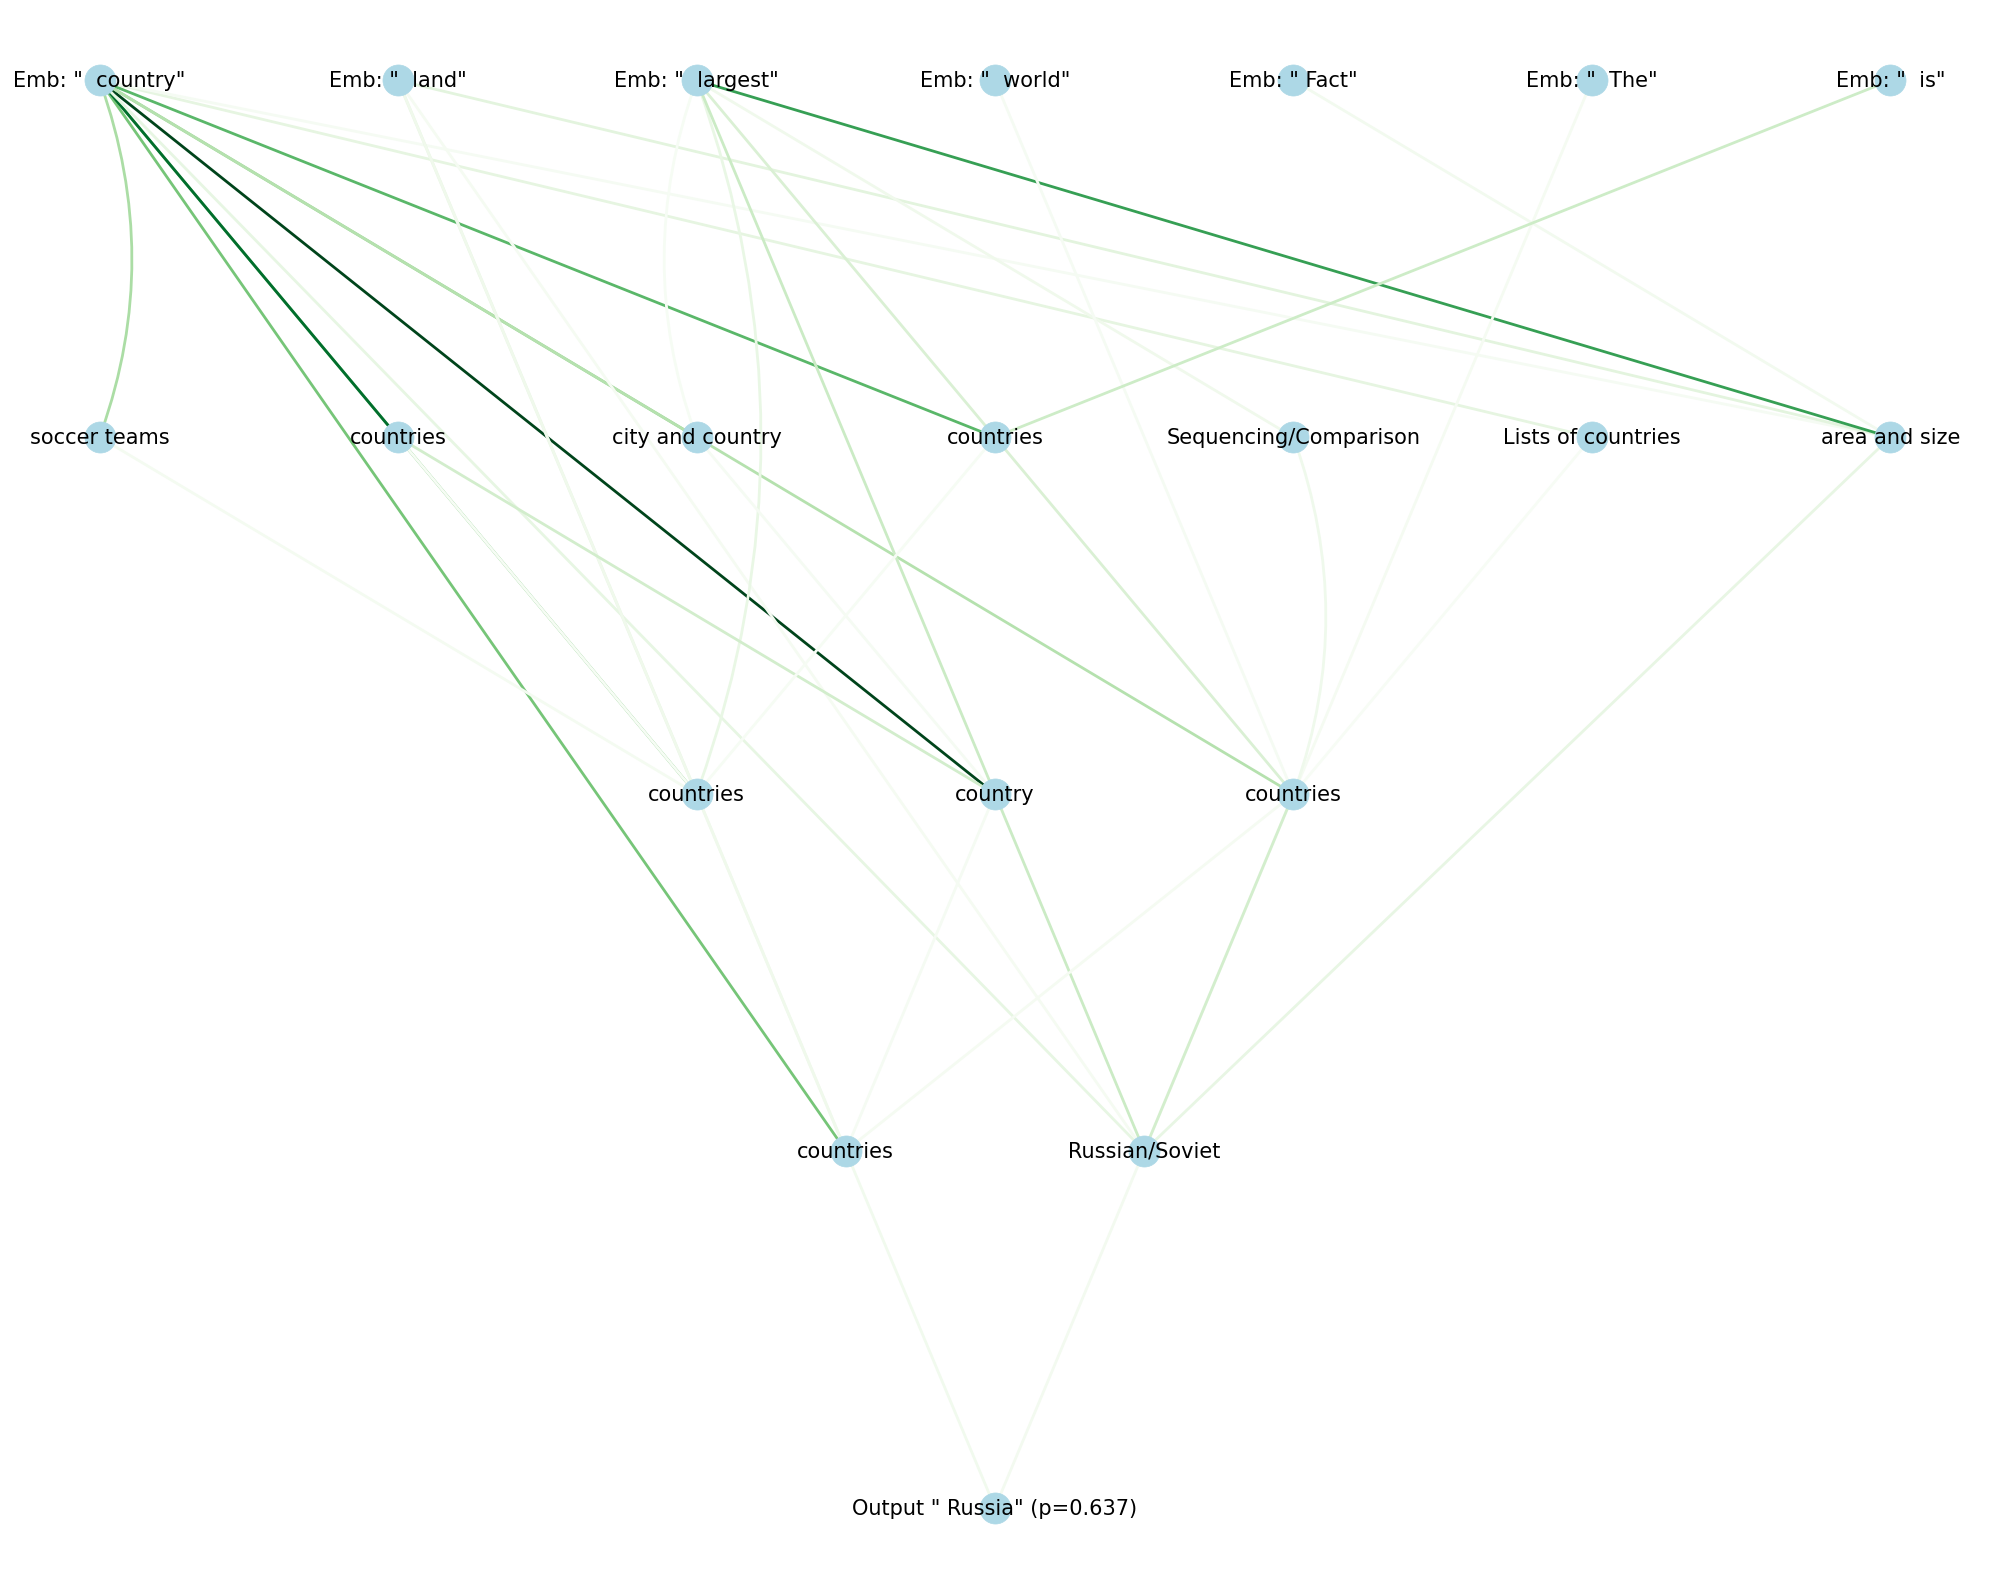 Emb: " country"
Emb: " land"
Emb: " largest"
Emb: " world"
Emb: " Fact"
Emb: " The"
Emb: " is"
soccer teams
countries
city and country
countries
Sequencing/Comparison
Lists of countries
area and size
countries
country
countries
countries
Russian/Soviet
Output " Russia" (p=0.637)